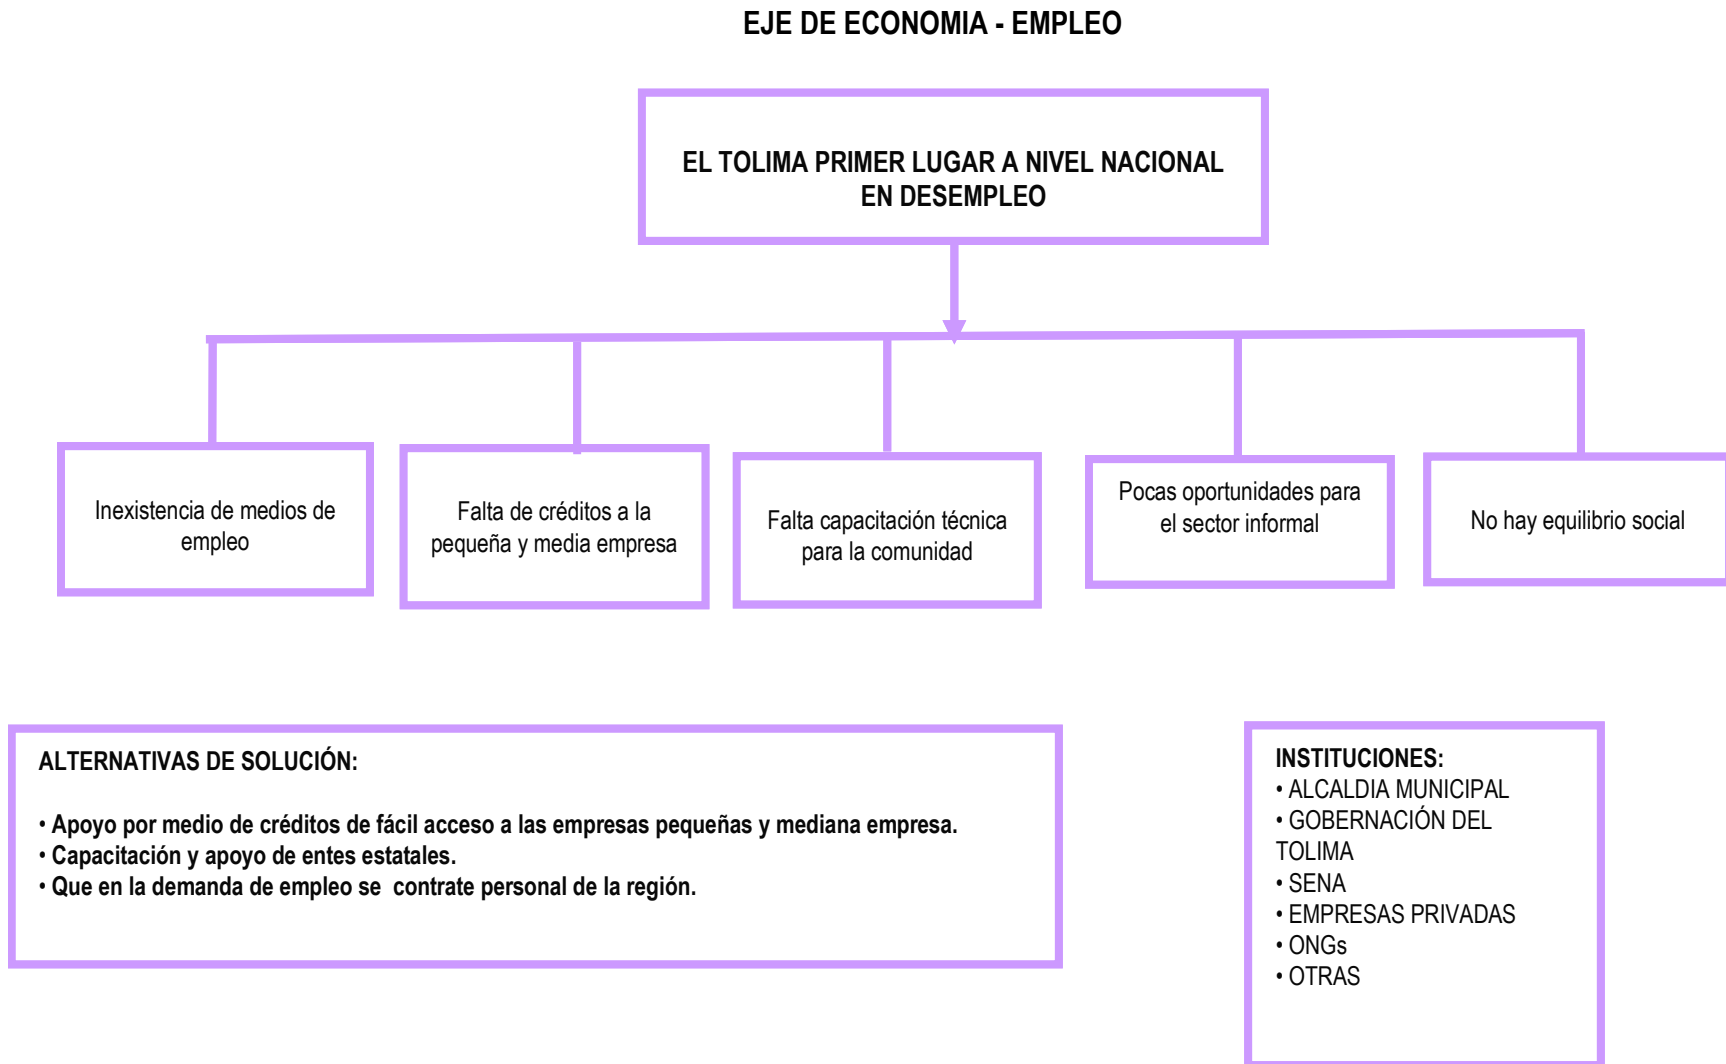 EJE DE ECONOMIA - EMPLEO
EL TOLIMA PRIMER LUGAR A NIVEL NACIONAL
EN DESEMPLEO
Inexistencia de medios de
empleo
Falta de créditos a la
pequeña y media empresa
Falta capacitación técnica
para la comunidad
Pocas oportunidades para
el sector informal
No hay equilibrio social
ALTERNATIVAS DE SOLUCIÓN:
• Apoyo por medio de créditos de fácil acceso a las empresas pequeñas y mediana empresa.
• Capacitación y apoyo de entes estatales.
• Que en la demanda de empleo se  contrate personal de la región.
INSTITUCIONES:
• ALCALDIA MUNICIPAL
• GOBERNACIÓN DEL
TOLIMA
• SENA
• EMPRESAS PRIVADAS
• ONGs
• OTRAS